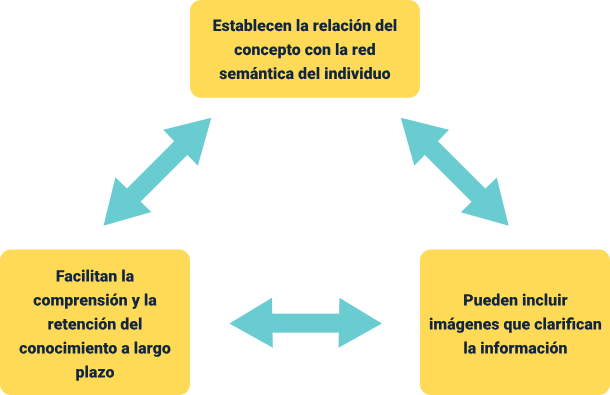 Establecen la relación del
concepto con la red
semántica del individuo
Facilitan la
comprensión y la
retención del
conocimiento a largo
plazo
Pueden incluir
imágenes que clarifican
la información